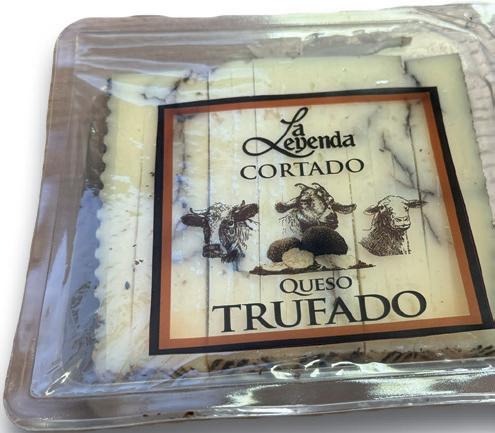 La
Leyenda
CORTADO
QUESO
TRUFADO